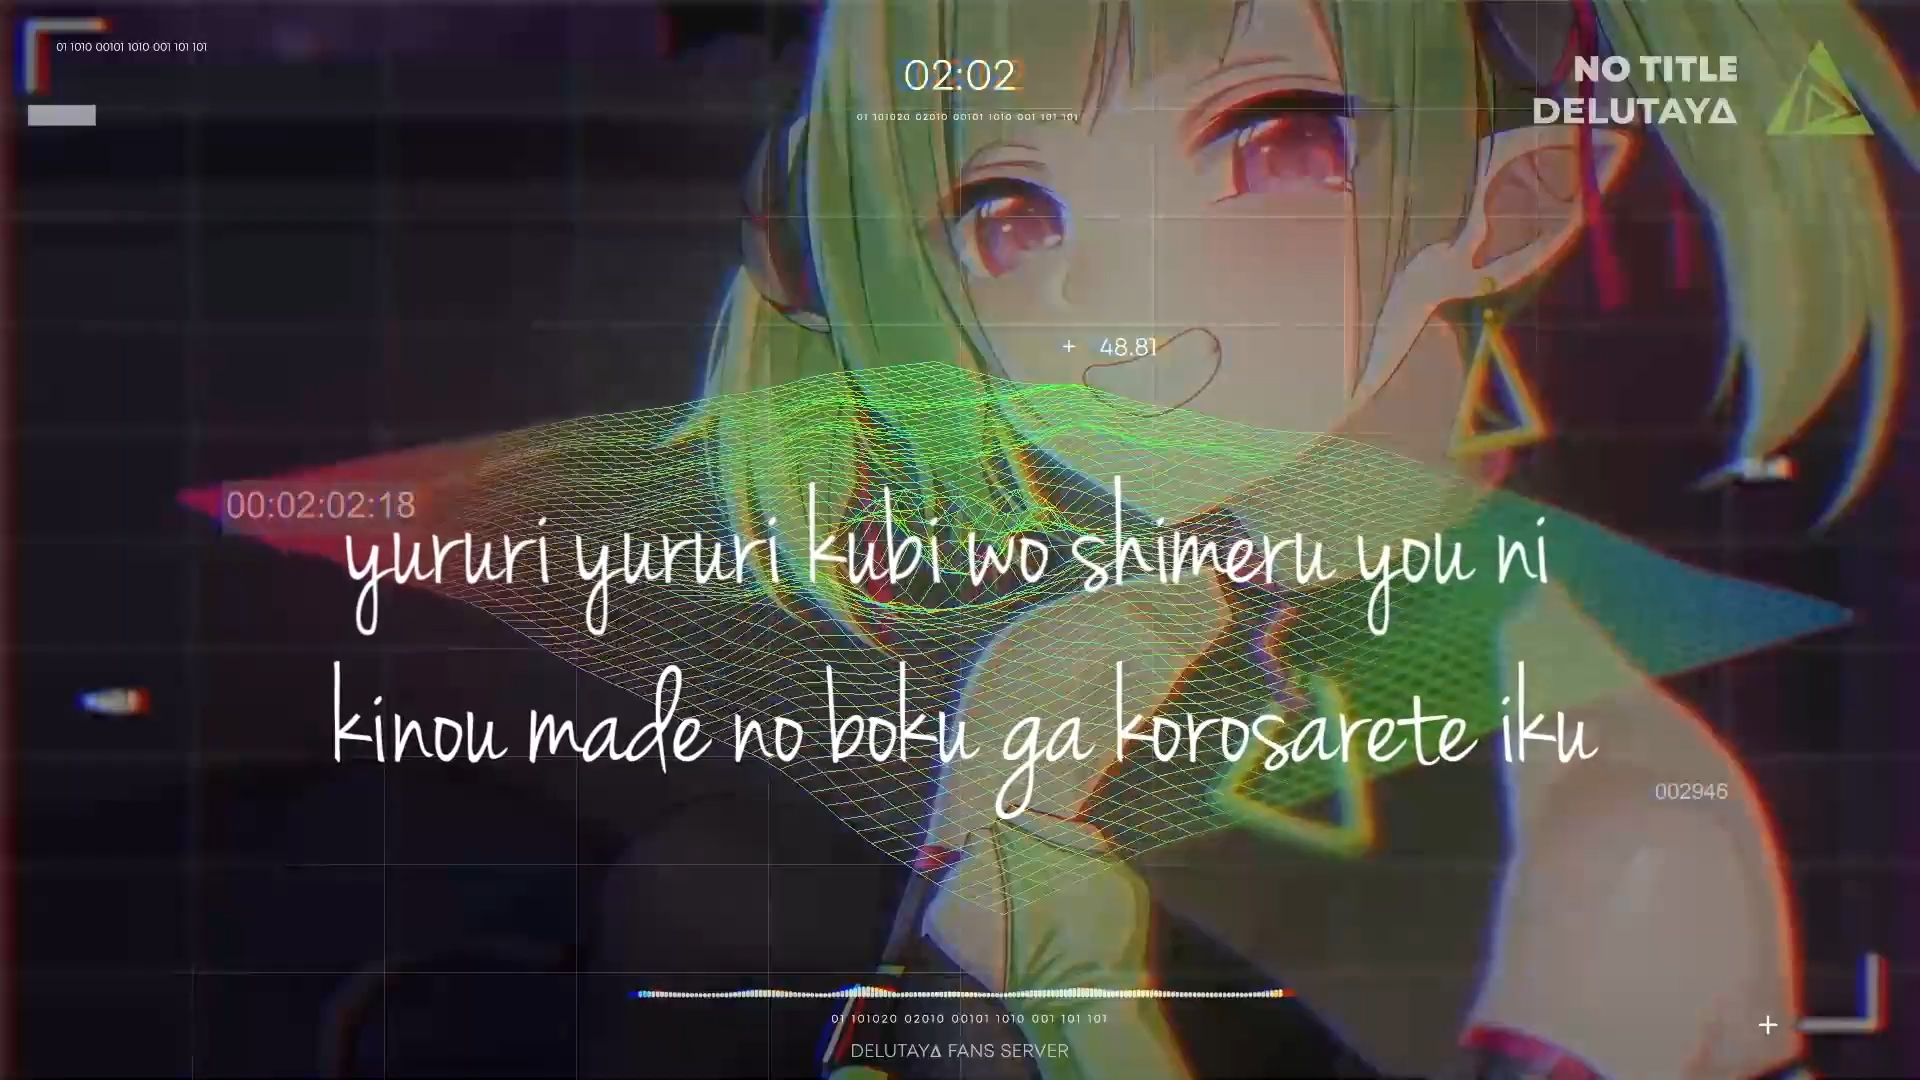 01 1010 00101 1010 001 101 101
02:02
01 101020 02010 00101 1010 001 101 101
NO TITLE
DELUTAYΔ
+ 48.81
00:02:02:18
yururi yururi kubi wo shimeru you ni
kinou made no boku ga korosarete iku
002946
01 101020 02010 00101 1010 001 101 101
DELUTAYΔ FANS SERVER